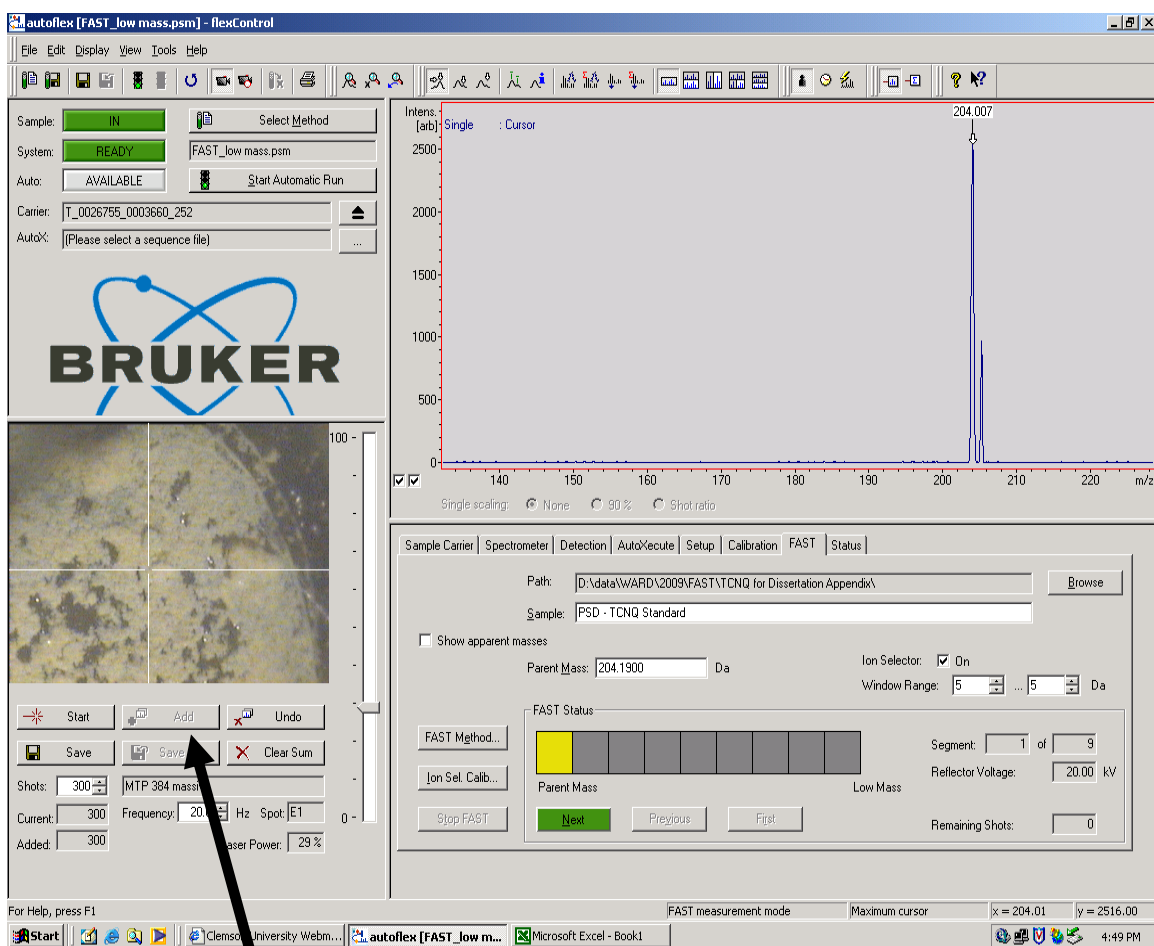 autoflex [FAST_low mass.psm] - flexControl
File Edit Display View Tools Help
Sample: IN Select Method
System: READY FAST_low mass.psm
Auto: AVAILABLE Start Automatic Run
Carrier: T_0026755_0003660_252
AutoX: (Please select a sequence file) ...
BRUKER
100
0
Start Add Undo
Save Save Clear Sum
Shots: 300 MTP 384 massi
Current: 300 Frequency: 20. Hz Spot: E1
Added: 300 aser Power: 29 %
Intens.
[arb]
Single : Cursor
204.007
2500
2000
1500
1000
500
0
140 150 160 170 180 190 200 210 220 m/z
Single scaling: None 90 % Shot ratio
Sample Carrier Spectrometer Detection AutoXecute Setup Calibration FAST Status
Path: D:\data\WARD\2009\FAST\TCNQ for Dissertation Appendix\ Browse
Sample: PSD - TCNQ Standard
Show apparent masses
Parent Mass: 204.1900 Da
Ion Selector: On
Window Range: 5 ... 5 Da
FAST Method...
Ion Sel. Calib...
Stop FAST
FAST Status
Parent Mass Low Mass
Next Previous First
Segment: 1 of 9
Reflector Voltage: 20.00 kV
Remaining Shots: 0
For Help, press F1 FAST measurement mode Maximum cursor x = 204.01 y = 2516.00
Start Clemso University Webm... autoflex [FAST_low m... Microsoft Excel - Book1 4:49 PM